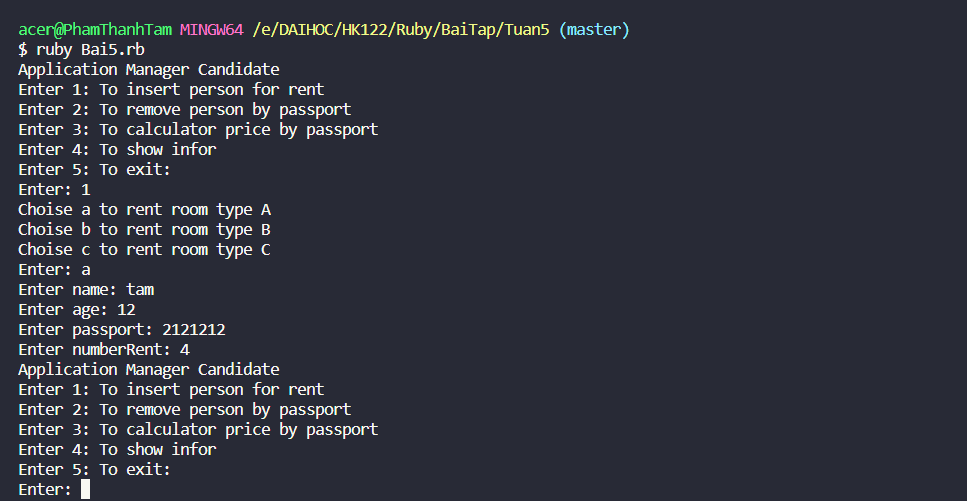 acer@PhamThanhTam MINGW64 /e/DAIHOC/HK122/Ruby/BaiTap/Tuan5 (master)
$ ruby Bai5.rb
Application Manager Candidate
Enter 1: To insert person for rent
Enter 2: To remove person by passport
Enter 3: To calculator price by passport
Enter 4: To show infor
Enter 5: To exit:
Enter: 1
Choise a to rent room type A
Choise b to rent room type B
Choise c to rent room type C
Enter: a
Enter name: tam
Enter age: 12
Enter passport: 2121212
Enter numberRent: 4
Application Manager Candidate
Enter 1: To insert person for rent
Enter 2: To remove person by passport
Enter 3: To calculator price by passport
Enter 4: To show infor
Enter 5: To exit:
Enter: